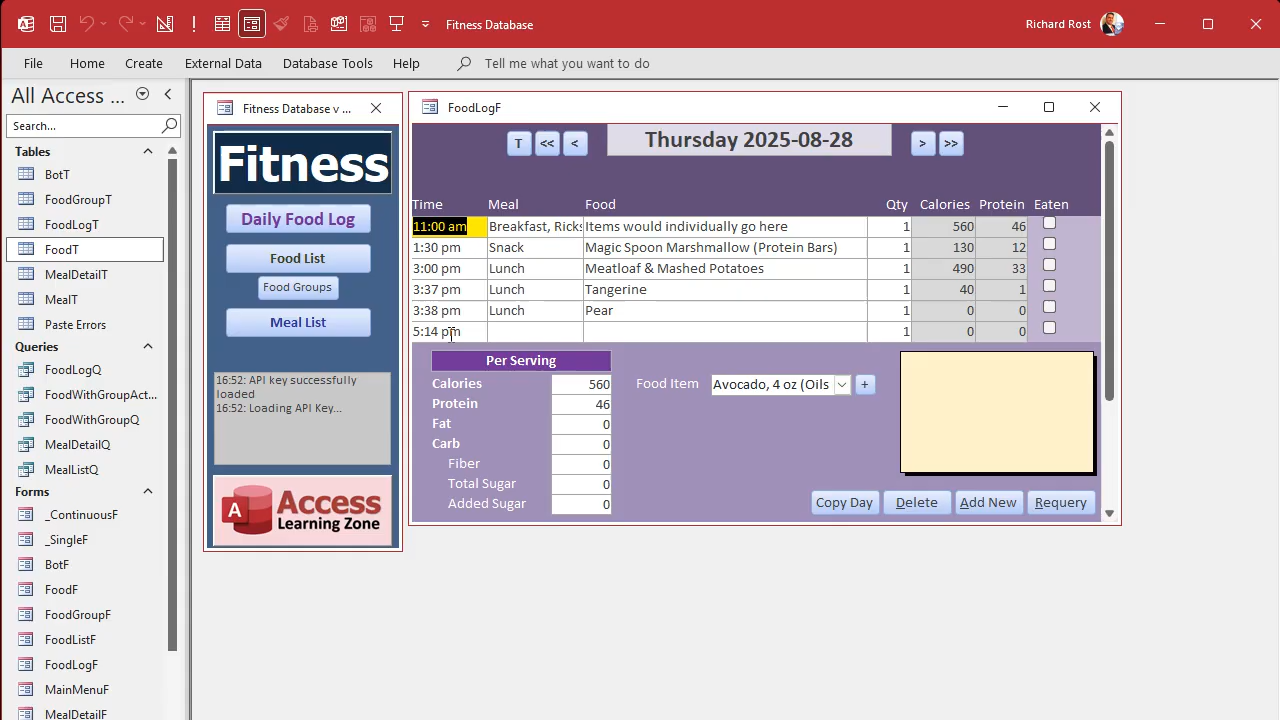 Fitness Database
Richard Rost
File Home Create External Data Database Tools Help Tell me what you want to do
All Access ...
Search...
Tables
BotT
FoodGroupT
FoodLogT
FoodT
MealDetailT
MealT
Paste Errors
Queries
FoodLogQ
FoodWithGroupAct...
FoodWithGroupQ
MealDetailQ
MealListQ
Forms
_ContinuousF
_SingleF
BotF
FoodF
FoodGroupF
FoodListF
FoodLogF
MainMenuF
MealDetailF
Fitness Database v ...
Fitness
Daily Food Log
Food List
Food Groups
Meal List
16:52: API key successfully
loaded
16:52: Loading API Key...
A Access
Learning Zone
FoodLogF
T << < Thursday 2025-08-28 > >>
Time Meal Food Qty Calories Protein Eaten
11:00 am Breakfast, Ricks Items would individually go here 1 560 46
1:30 pm Snack Magic Spoon Marshmallow (Protein Bars) 1 130 12
3:00 pm Lunch Meatloaf & Mashed Potatoes 1 490 33
3:37 pm Lunch Tangerine 1 40 1
3:38 pm Lunch Pear 1 0 0
5:14 pm 1 0 0
Per Serving
Calories 560
Protein 46
Fat 0
Carb 0
Fiber 0
Total Sugar 0
Added Sugar 0
Food Item Avocado, 4 oz (Oils +
Copy Day Delete Add New Requery